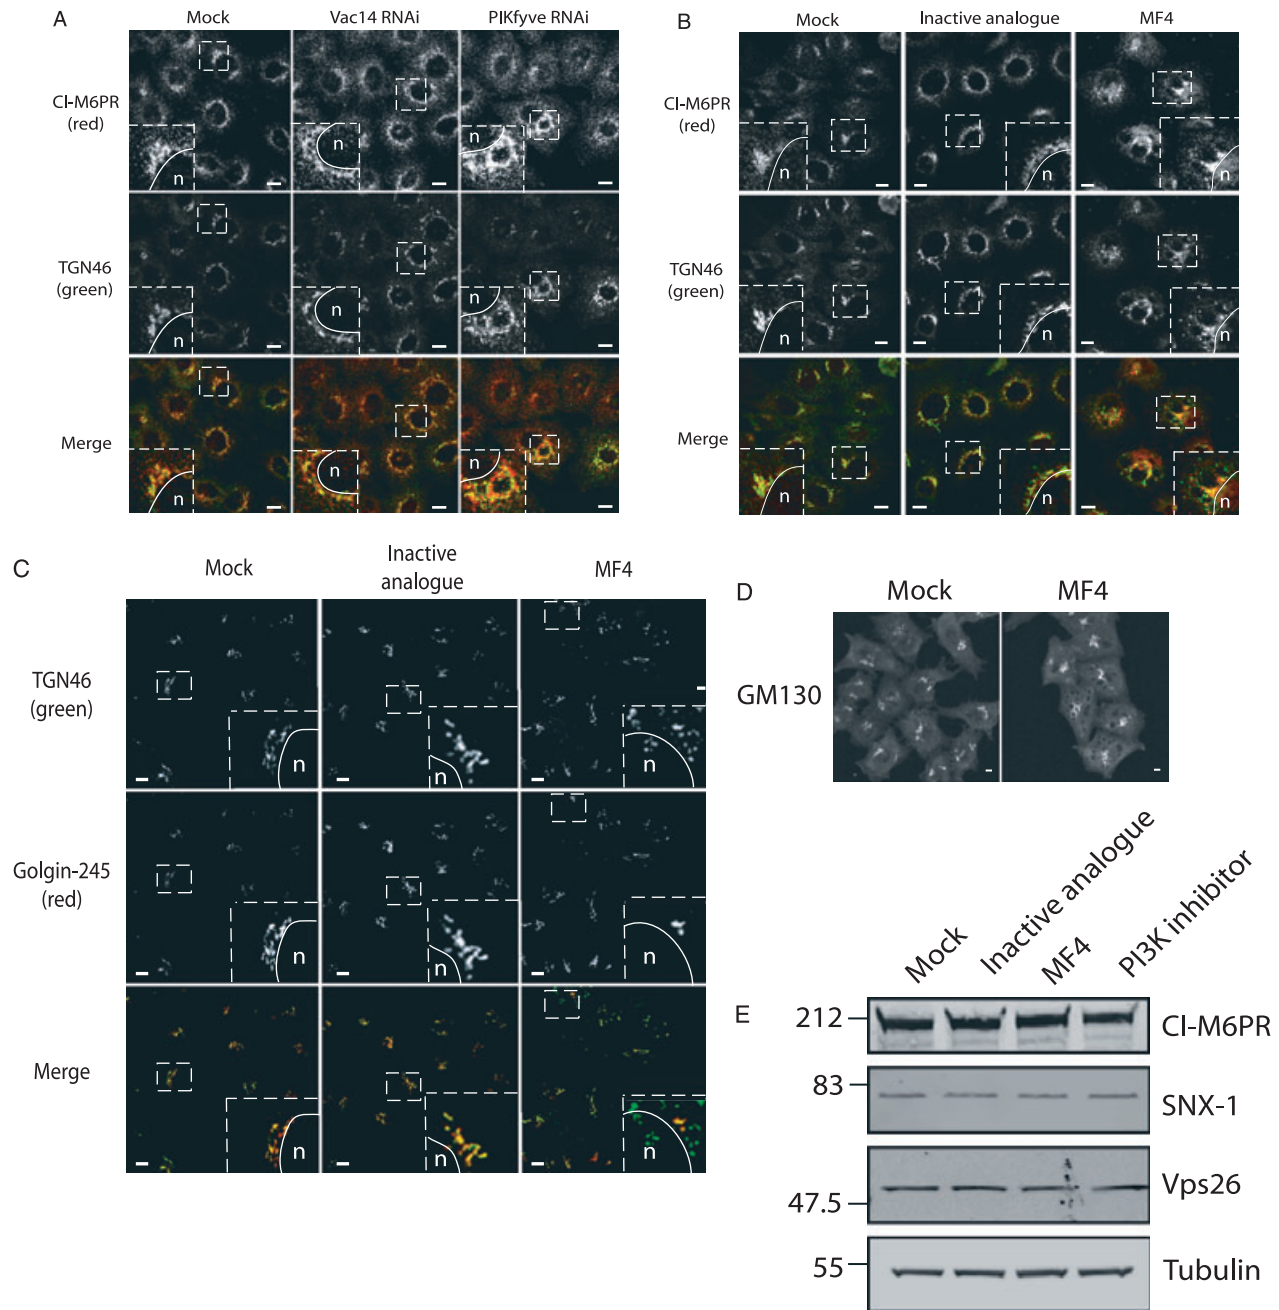 A
Mock
Vac14 RNAi
PIKfyve RNAi
CI-M6PR
(red)
n
n
n
TGN46
(green)
n
n
n
Merge
n
n
n
B
Mock
Inactive analogue
MF4
CI-M6PR
(red)
n
n
n
TGN46
(green)
n
n
n
Merge
n
n
n
C
Mock
Inactive
analogue
MF4
TGN46
(green)
n
n
n
Golgin-245
(red)
n
n
n
Merge
n
n
n
D
Mock
MF4
GM130
E
Mock
Inactive analogue
MF4
PI3K inhibitor
212
CI-M6PR
83
SNX-1
47.5
Vps26
55
Tubulin